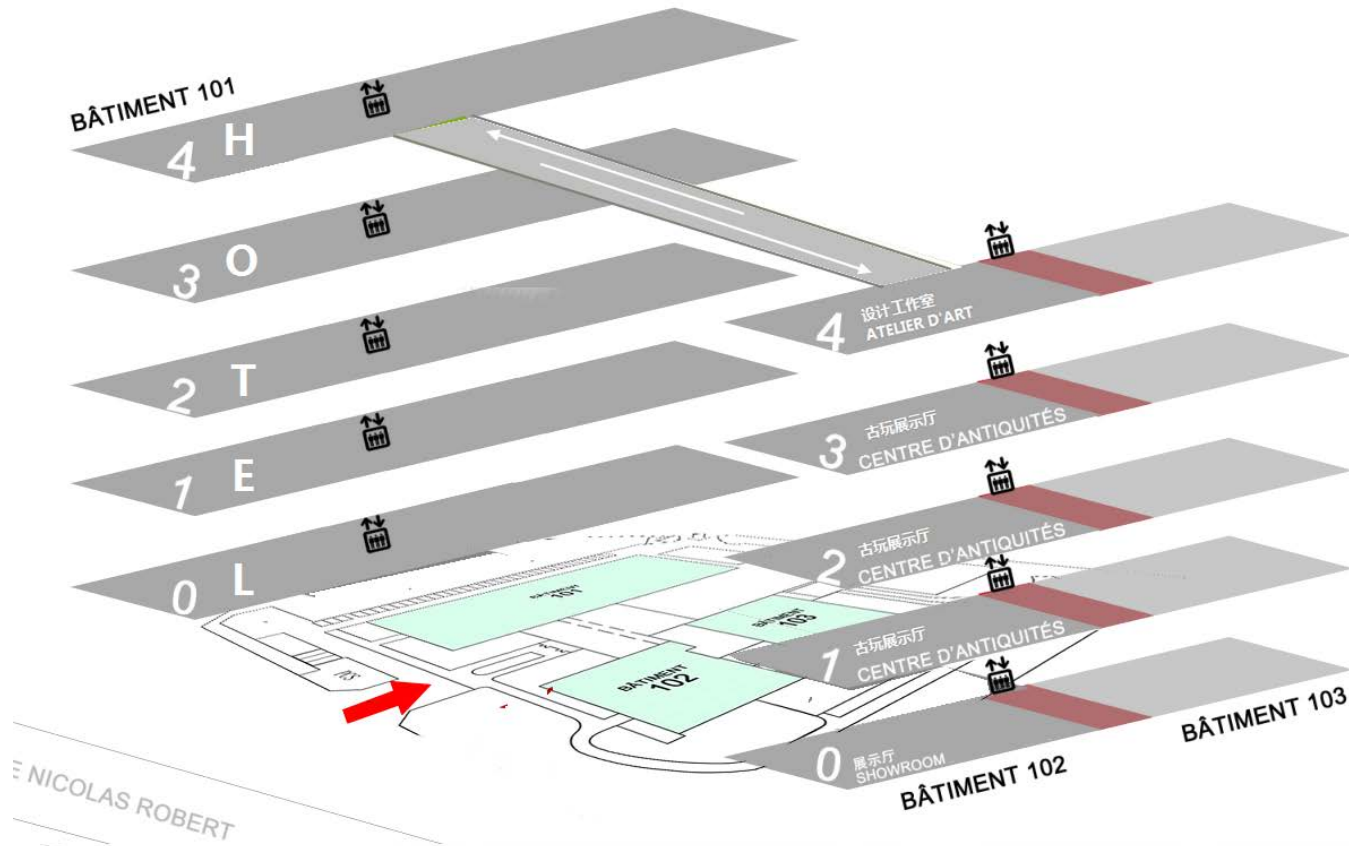 BÂTIMENT 101
4 H
3 O
2 T
1 E
0 L
4 设计工作室
ATELIER D'ART
3 古玩展示厅
CENTRE D'ANTIQUITÉS
2 古玩展示厅
CENTRE D'ANTIQUITÉS
1 古玩展示厅
CENTRE D'ANTIQUITÉS
0 展示厅
SHOWROOM
BÂTIMENT 102
BÂTIMENT 103
BÂTIMENT
101
BÂTIMENT
103
BÂTIMENT
102
E NICOLAS ROBERT